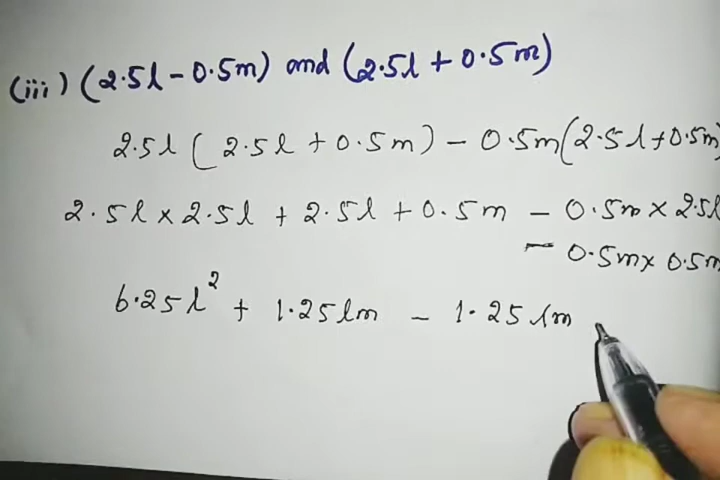 (iii) (2.5l - 0.5m) and (2.5l + 0.5m)
2.5l ( 2.5l + 0.5m) - 0.5m(2.5l+0.5m)
2.5l x 2.5l + 2.5l + 0.5m - 0.5m x 2.5l
- 0.5m x 0.5m
6.25l² + 1.25lm - 1.25lm